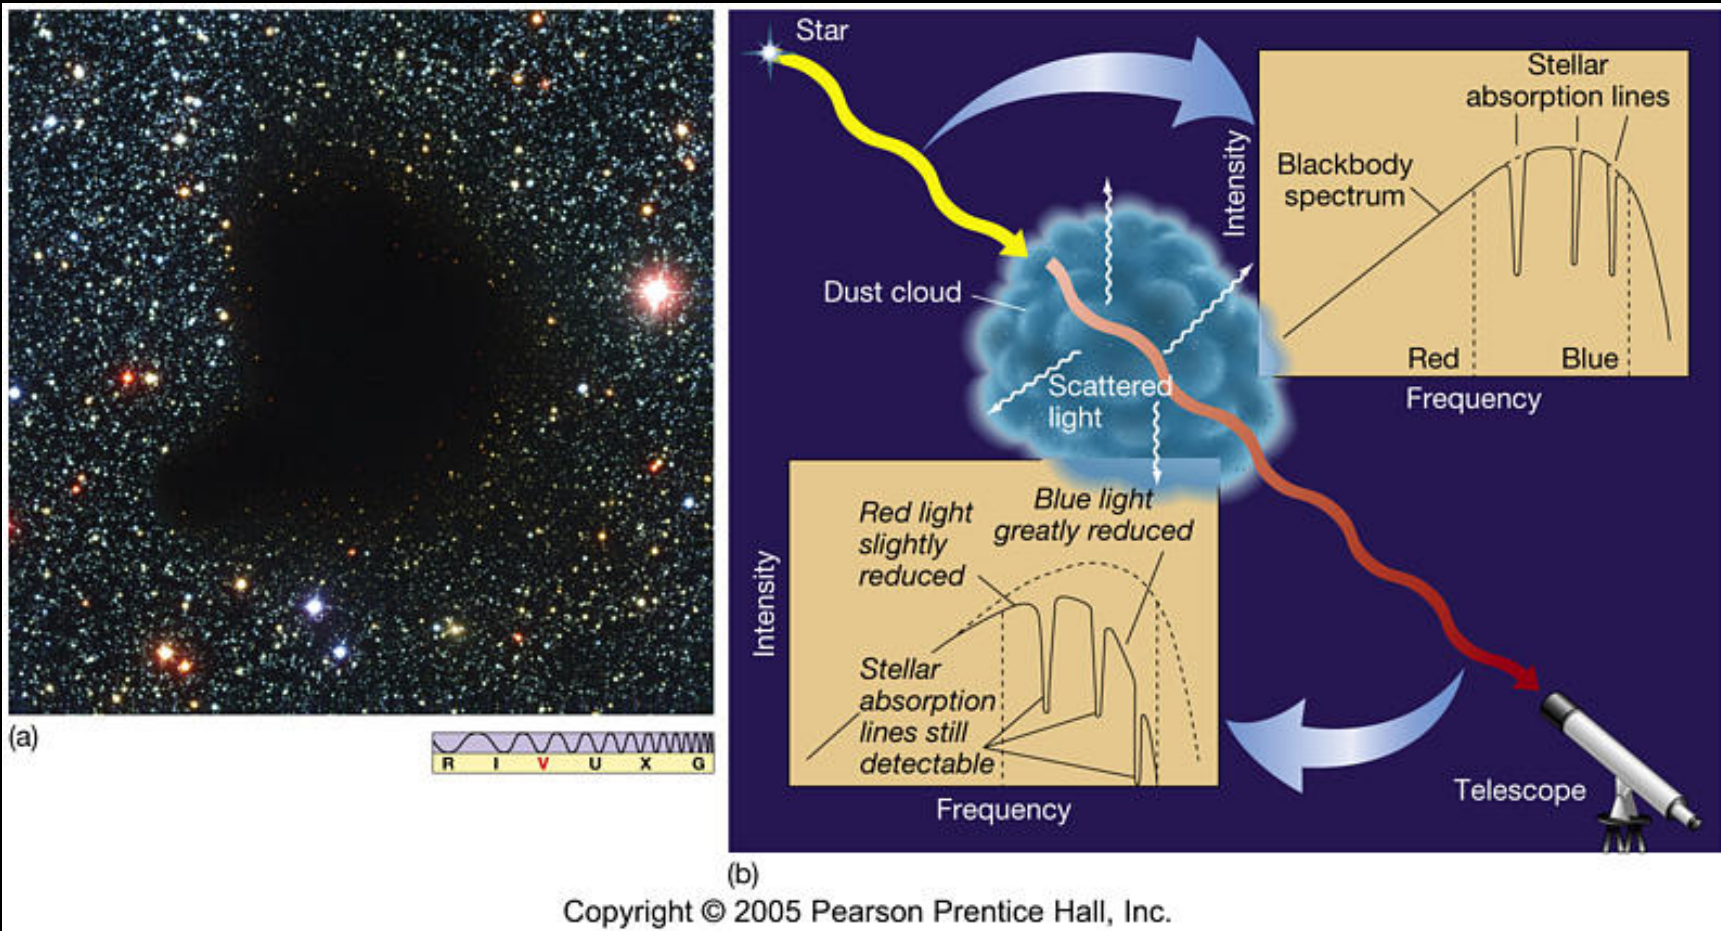 (a)
R I V U X G
Star
Dust cloud
Scattered
light
Intensity
Stellar
absorption lines
Blackbody
spectrum
Red
Blue
Frequency
Intensity
Red light
slightly
reduced
Blue light
greatly reduced
Stellar
absorption
lines still
detectable
Frequency
Telescope
(b)
Copyright © 2005 Pearson Prentice Hall, Inc.